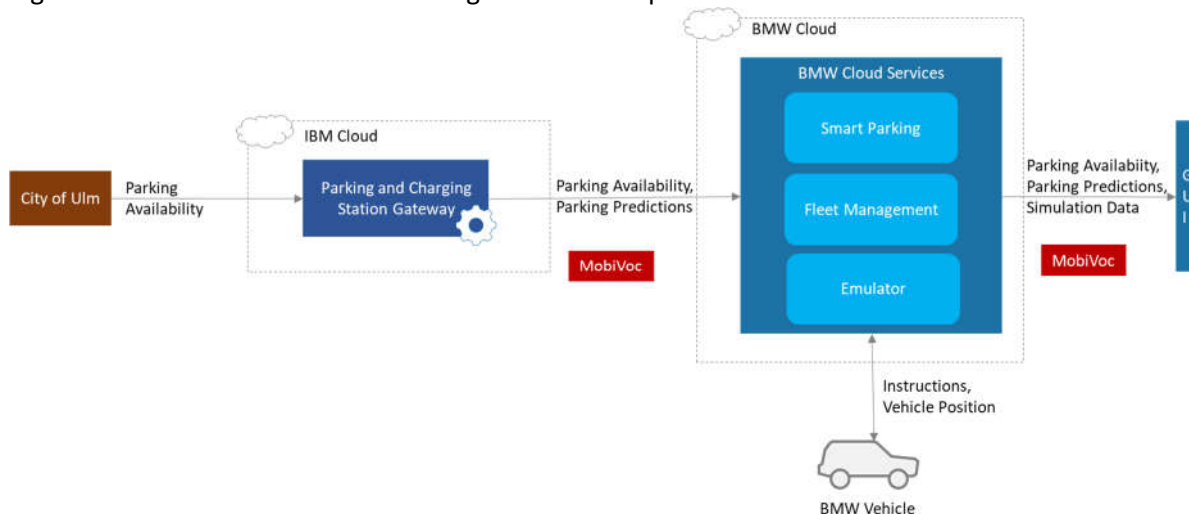 BMW Cloud
BMW Cloud Services
Smart Parking
Fleet Management
Emulator
IBM Cloud
Parking and Charging
Station Gateway
City of Ulm
Parking
Availability
Parking Availability,
Parking Predictions
MobiVoc
Parking Availabiity,
Parking Predictions,
Simulation Data
MobiVoc
G
U
I
Instructions,
Vehicle Position
BMW Vehicle